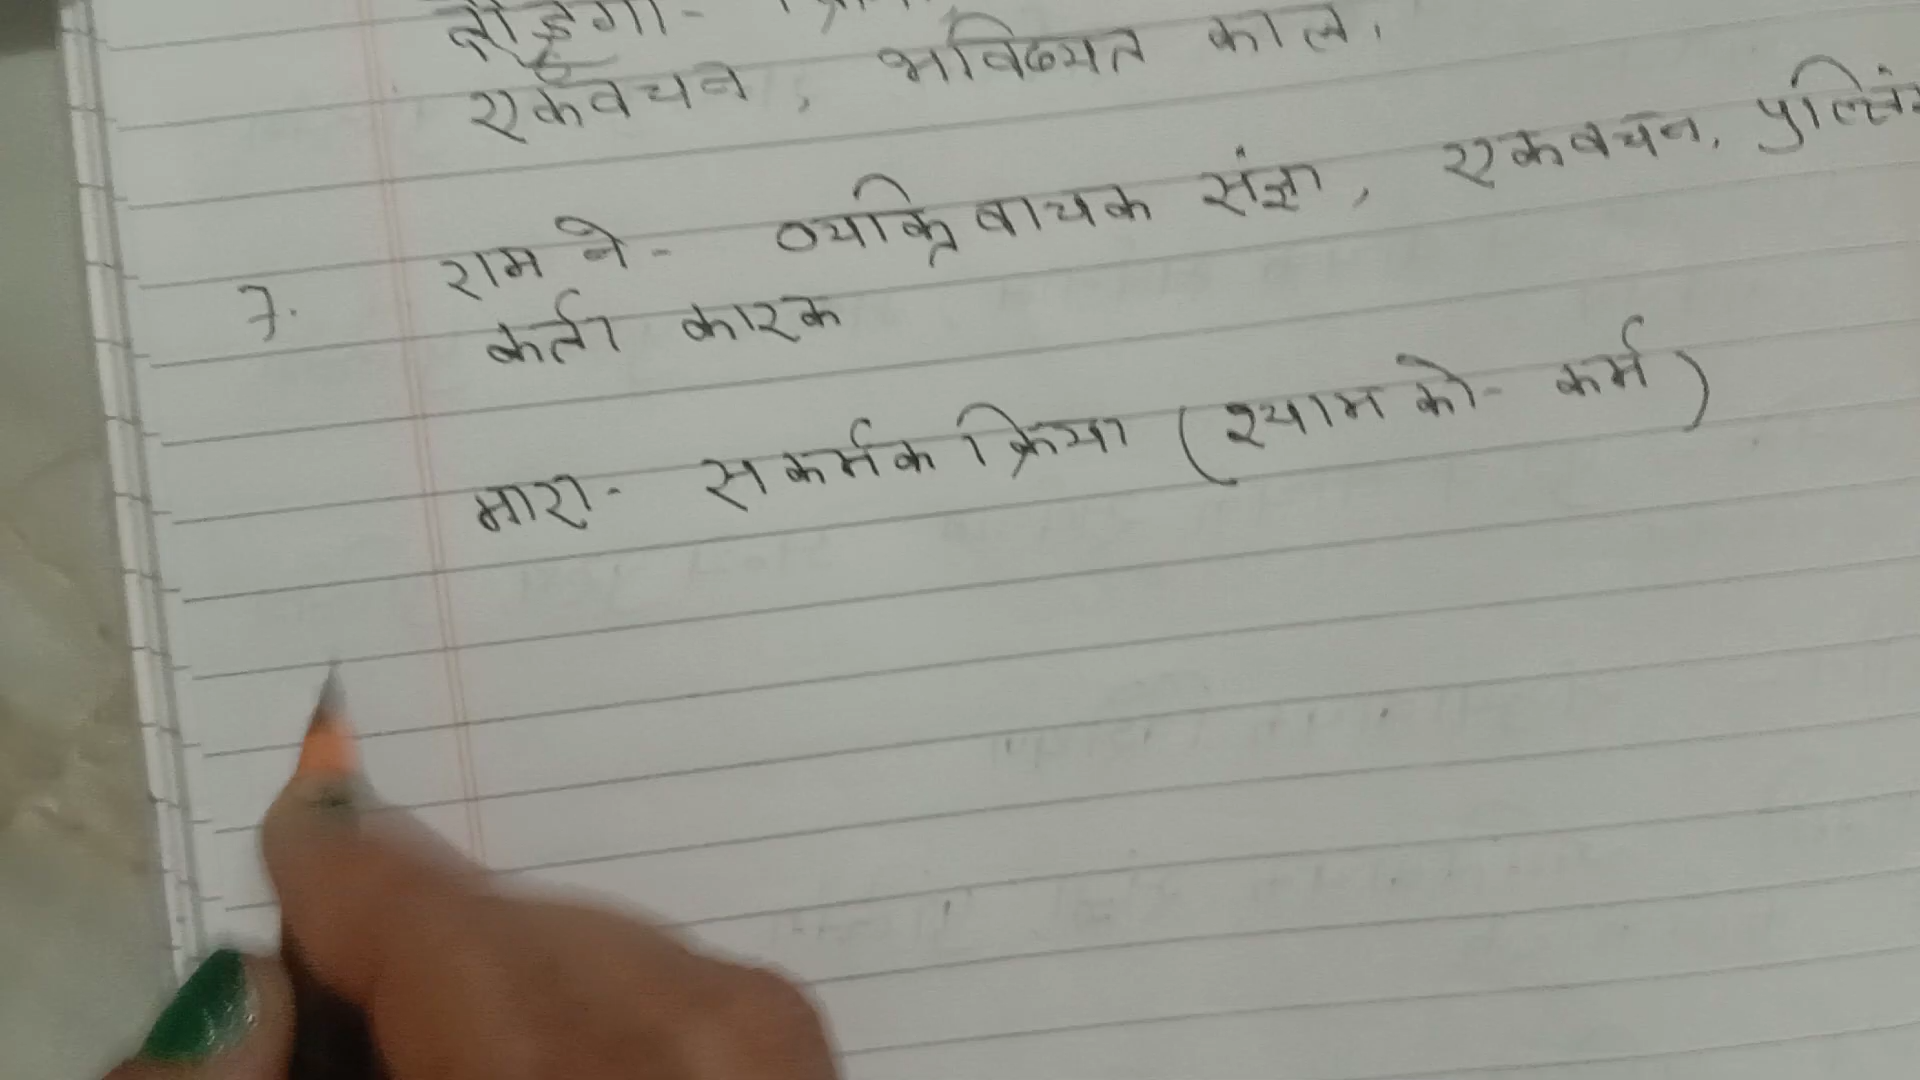 एकवचन, भविष्यत काल,
7. राम ने - व्यक्तिवाचक संज्ञा, एकवचन, पुल्लिंग
कर्ता कारक
मारा - सकर्मक क्रिया (श्याम को - कर्म)